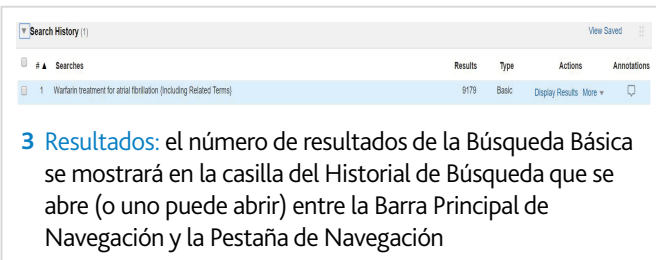 ▼ Search History (1) View Saved
# ▲ Searches Results Type Actions Annotations
1 Warfarin treatment for atrial fibrillation {Including Related Terms} 9179 Basic Display Results More ▼
3 Resultados: el número de resultados de la Búsqueda Básica
se mostrará en la casilla del Historial de Búsqueda que se
abre (o uno puede abrir) entre la Barra Principal de
Navegación y la Pestaña de Navegación